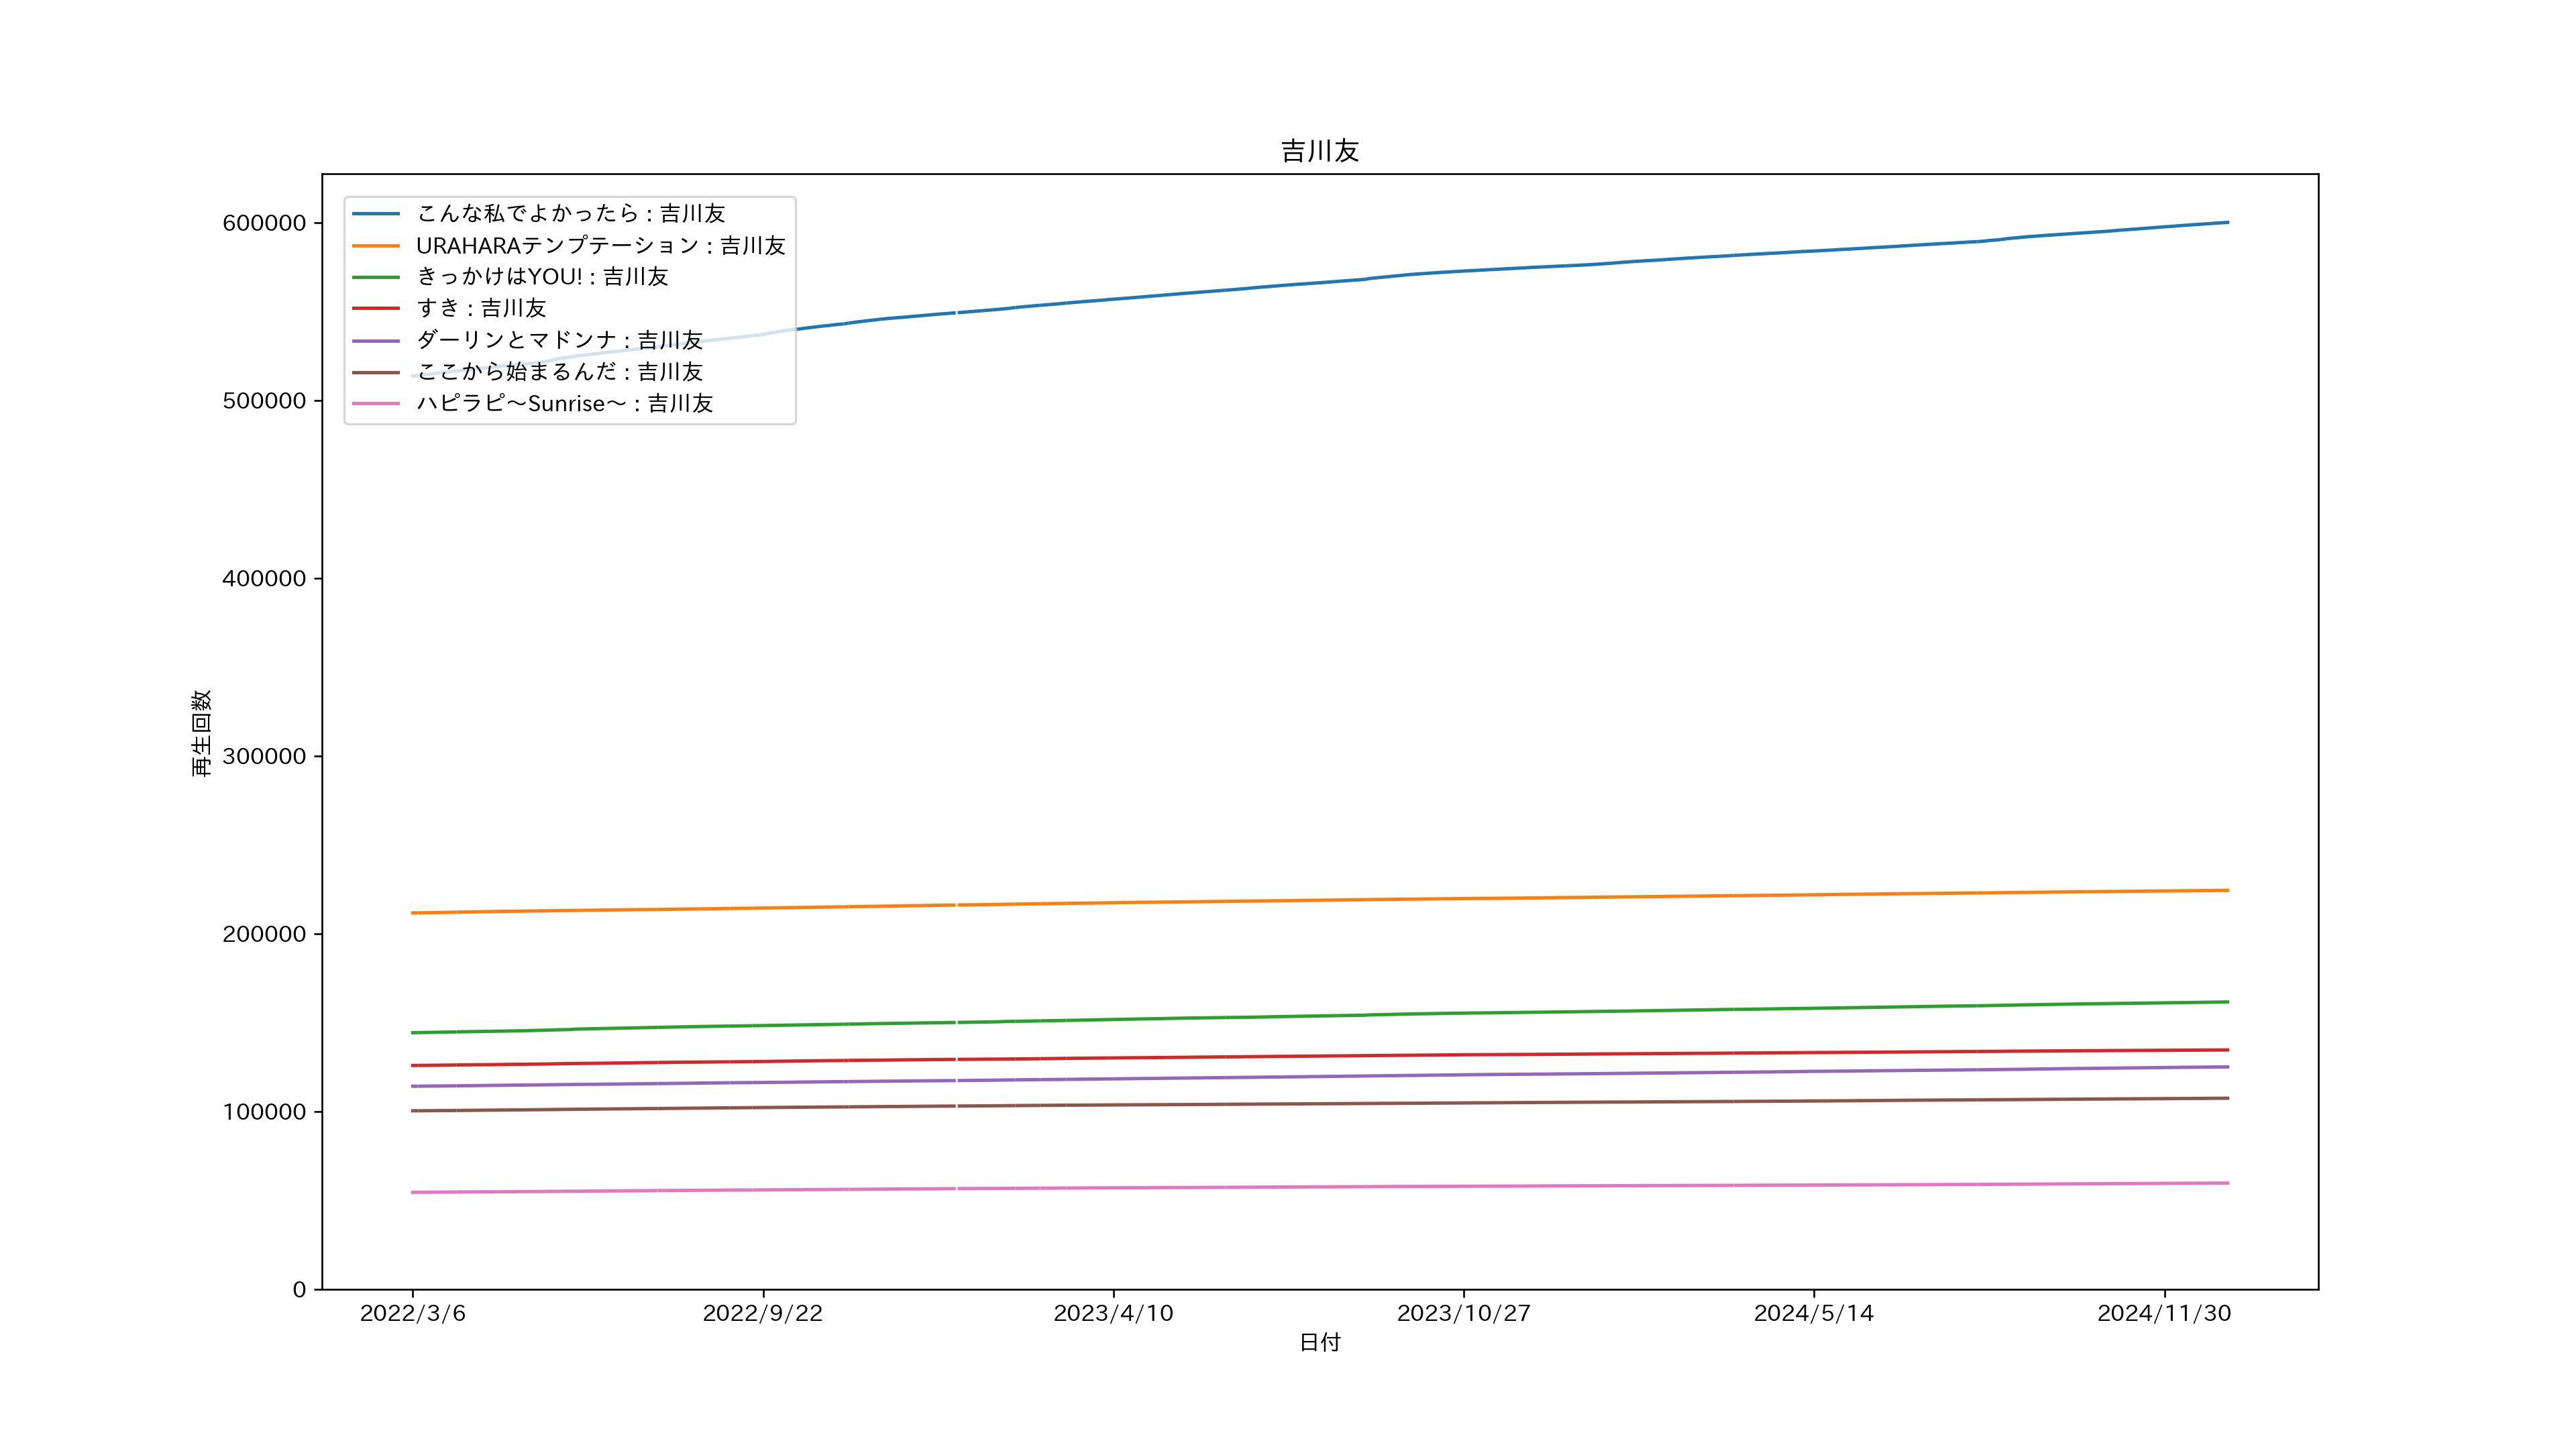 吉川友
こんな私でよかったら : 吉川友
URAHARAテンプテーション : 吉川友
きっかけはYOU! : 吉川友
すき : 吉川友
ダーリンとマドンナ : 吉川友
ここから始まるんだ : 吉川友
ハピラピ～Sunrise～ : 吉川友
600000
500000
400000
300000
200000
100000
0
再生回数
2022/3/6
2022/9/22
2023/4/10
2023/10/27
2024/5/14
2024/11/30
日付